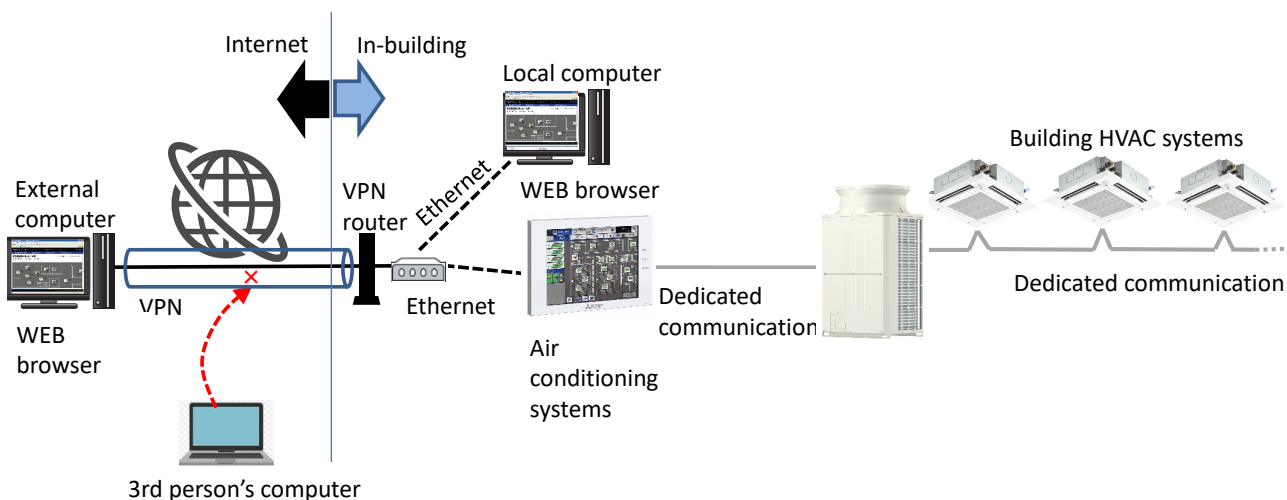 Internet
In-building
Local computer
Building HVAC systems
External
computer
VPN
router
Ethernet
WEB browser
VPN
Ethernet
Dedicated
communication
Dedicated communication
WEB
browser
Air
conditioning
systems
3rd person's computer